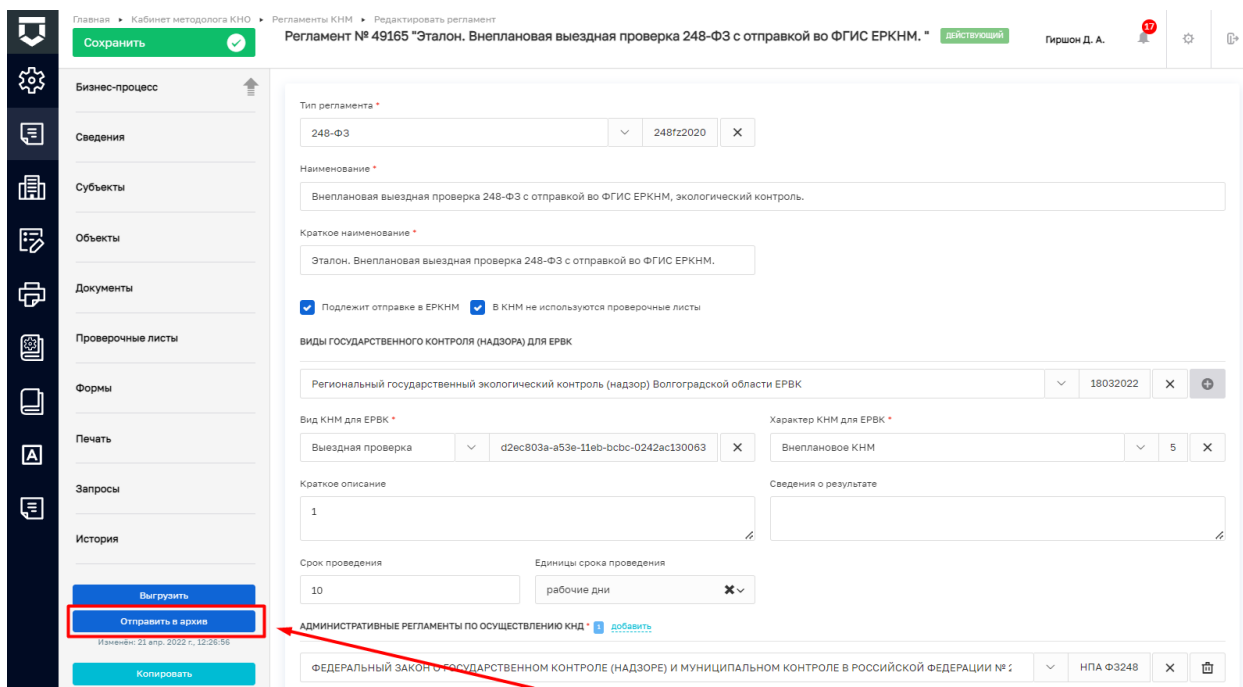 Главная ▸ Кабинет методолога КНО ▸ Регламенты КНМ ▸ Редактировать регламент
Сохранить
Регламент № 49165 "Эталон. Внеплановая выездная проверка 248-ФЗ с отправкой во ФГИС ЕРКНМ. "
действующий
Гиршон Д. А.
17
Бизнес-процесс
Сведения
Субъекты
Объекты
Документы
Проверочные листы
Формы
Печать
Запросы
История
Выгрузить
Отправить в архив
Изменён: 21 апр. 2022 г., 12:26:56
Копировать
Тип регламента *
248-ФЗ 248fz2020
Наименование *
Внеплановая выездная проверка 248-ФЗ с отправкой во ФГИС ЕРКНМ, экологический контроль.
Краткое наименование *
Эталон. Внеплановая выездная проверка 248-ФЗ с отправкой во ФГИС ЕРКНМ.
Подлежит отправке в ЕРКНМ В КНМ не используются проверочные листы
ВИДЫ ГОСУДАРСТВЕННОГО КОНТРОЛЯ (НАДЗОРА) ДЛЯ ЕРВК
Региональный государственный экологический контроль (надзор) Волгоградской области ЕРВК 18032022
Вид КНМ для ЕРВК * Характер КНМ для ЕРВК *
Выездная проверка d2ec803a-a53e-11eb-bcbc-0242ac130063 Внеплановое КНМ 5
Краткое описание Сведения о результате
1
Срок проведения Единицы срока проведения
10 рабочие дни
АДМИНИСТРАТИВНЫЕ РЕГЛАМЕНТЫ ПО ОСУЩЕСТВЛЕНИЮ КНД * 1 добавить
ФЕДЕРАЛЬНЫЙ ЗАКОН О ГОСУДАРСТВЕННОМ КОНТРОЛЕ (НАДЗОРЕ) И МУНИЦИПАЛЬНОМ КОНТРОЛЕ В РОССИЙСКОЙ ФЕДЕРАЦИИ № НПА ФЗ248